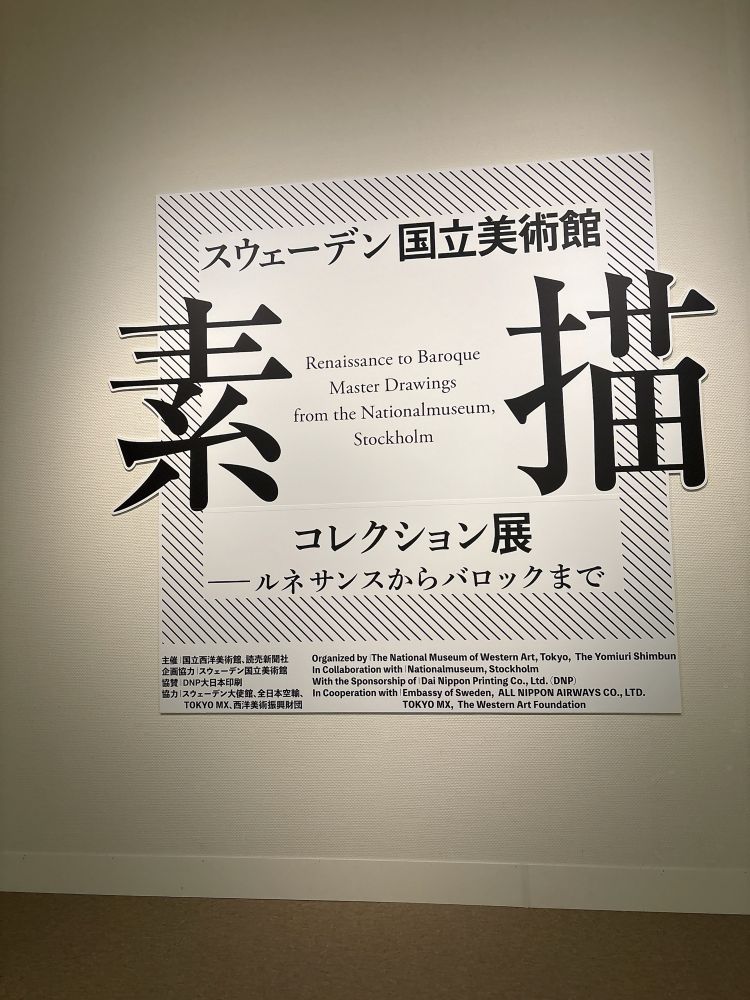 スウェーデン国立美術館
素描
Renaissance to Baroque
Master Drawings
from the Nationalmuseum,
Stockholm
コレクション展
──ルネサンスからバロックまで
主催|国立西洋美術館、読売新聞社
企画協力|スウェーデン国立美術館
協賛|DNP大日本印刷
協力|スウェーデン大使館、全日本空輸、
TOKYO MX、西洋美術振興財団
Organized by|The National Museum of Western Art, Tokyo, The Yomiuri Shimbun
In Collaboration with|Nationalmuseum, Stockholm
With the Sponsorship of|Dai Nippon Printing Co., Ltd. (DNP)
In Cooperation with|Embassy of Sweden, ALL NIPPON AIRWAYS CO., LTD.
TOKYO MX, The Western Art Foundation